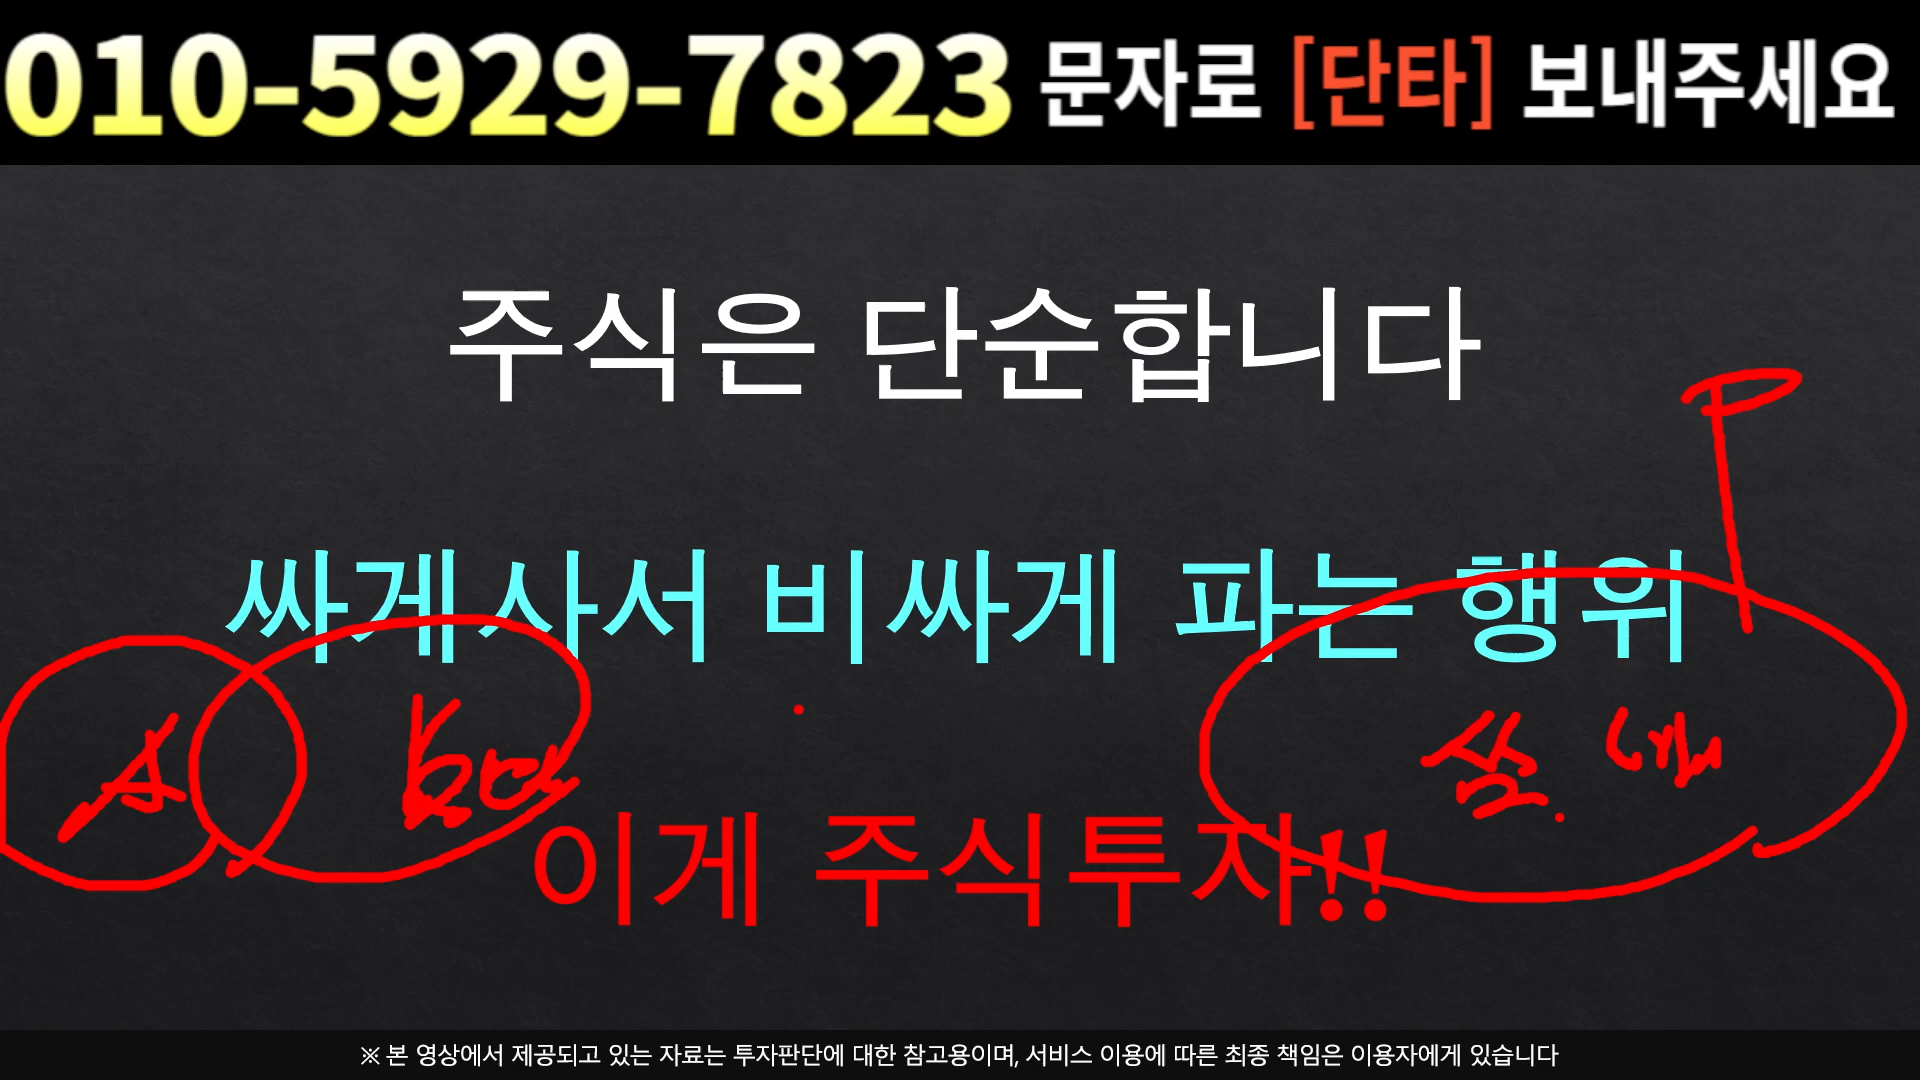 010-5929-7823 문자로 [단타] 보내주세요
주식은 단순합니다
싸게사서 비싸게 파는 행위
이게 주식투자!!
※ 본 영상에서 제공되고 있는 자료는 투자판단에 대한 참고용이며, 서비스 이용에 따른 최종 책임은 이용자에게 있습니다